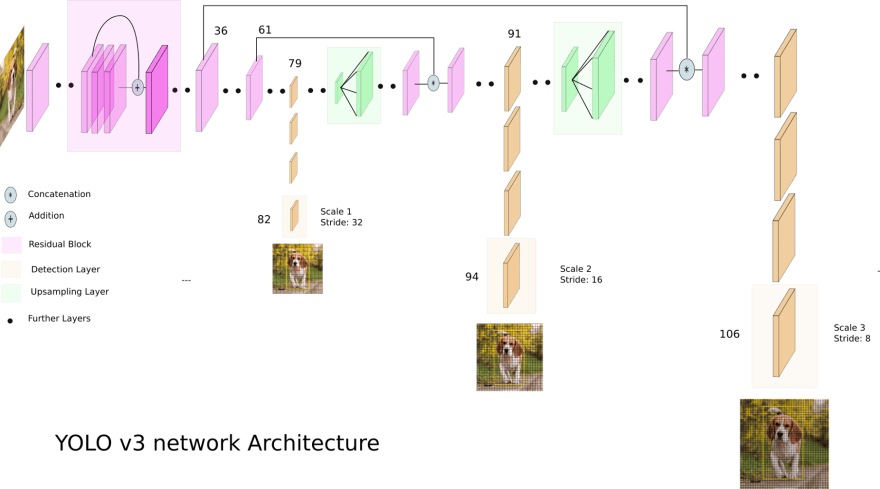 36
61
91
79
*
*
+
* Concatenation
+ Addition
Residual Block
Detection Layer
Upsampling Layer
Further Layers
82
Scale 1
Stride: 32
---
94
Scale 2
Stride: 16
106
Scale 3
Stride: 8
YOLO v3 network Architecture